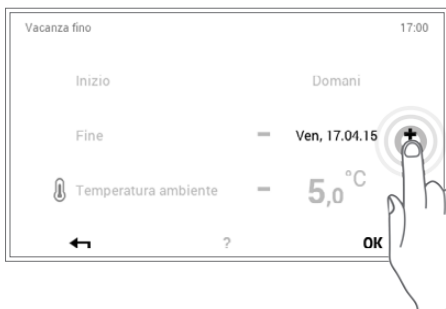 Vacanza fino 17:00
Inizio Domani
Fine − Ven, 17.04.15 +
Temperatura ambiente − 5,0 °C
? OK